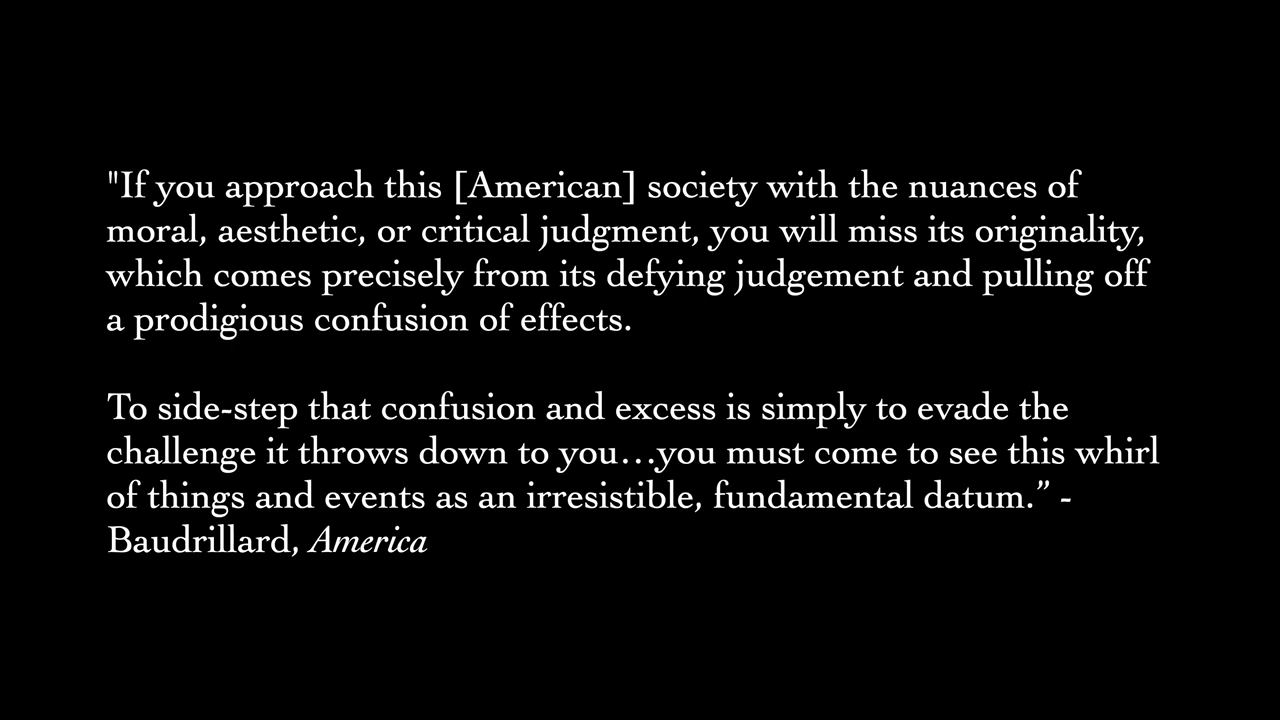 "If you approach this [American] society with the nuances of
moral, aesthetic, or critical judgment, you will miss its originality,
which comes precisely from its defying judgement and pulling off
a prodigious confusion of effects.
To side-step that confusion and excess is simply to evade the
challenge it throws down to you…you must come to see this whirl
of things and events as an irresistible, fundamental datum.” -
Baudrillard, America